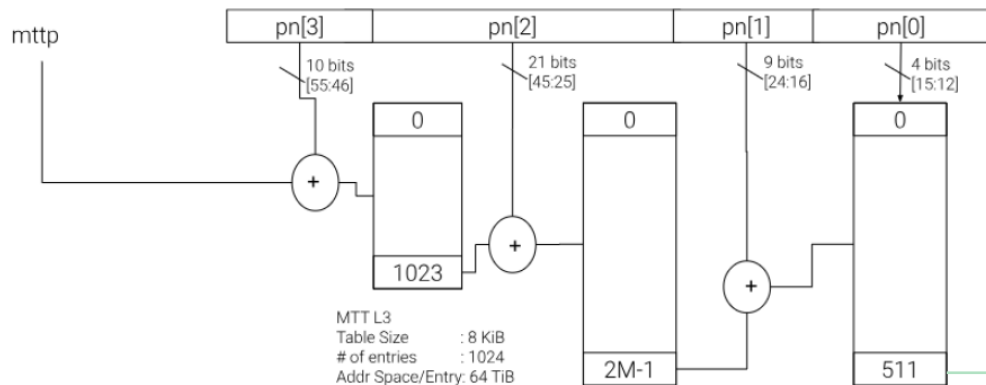 mttp
pn[3]
pn[2]
pn[1]
pn[0]
10 bits
[55:46]
21 bits
[45:25]
9 bits
[24:16]
4 bits
[15:12]
0
0
0
+
+
+
1023
2M-1
511
MTT L3
Table Size : 8 KiB
# of entries : 1024
Addr Space/Entry: 64 TiB